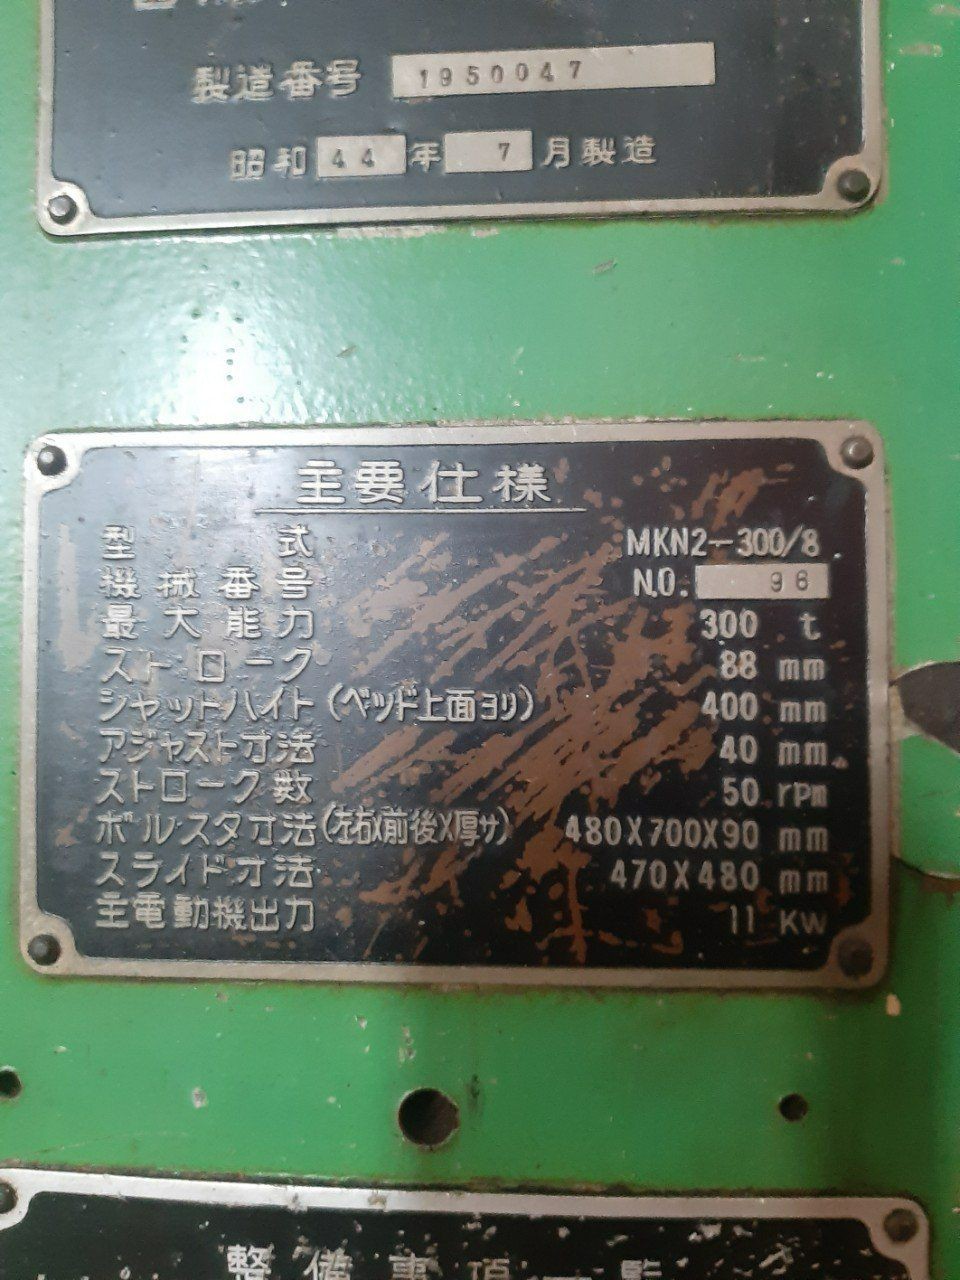 製造番号 1950047
昭和 44 年 7 月製造
主要仕様
型式 MKN2-300/8
機械番号 NO. 96
最大能力 300 t
ストローク 88 mm
シャットハイト(ベッド上面ヨリ) 400 mm
アジャスト寸法 40 mm
ストローク数 50 rpm
ボルスタ寸法(左右X前後X厚サ) 480X700X90 mm
スライド寸法 470X480 mm
主電動機出力 11 Kw
整備事項